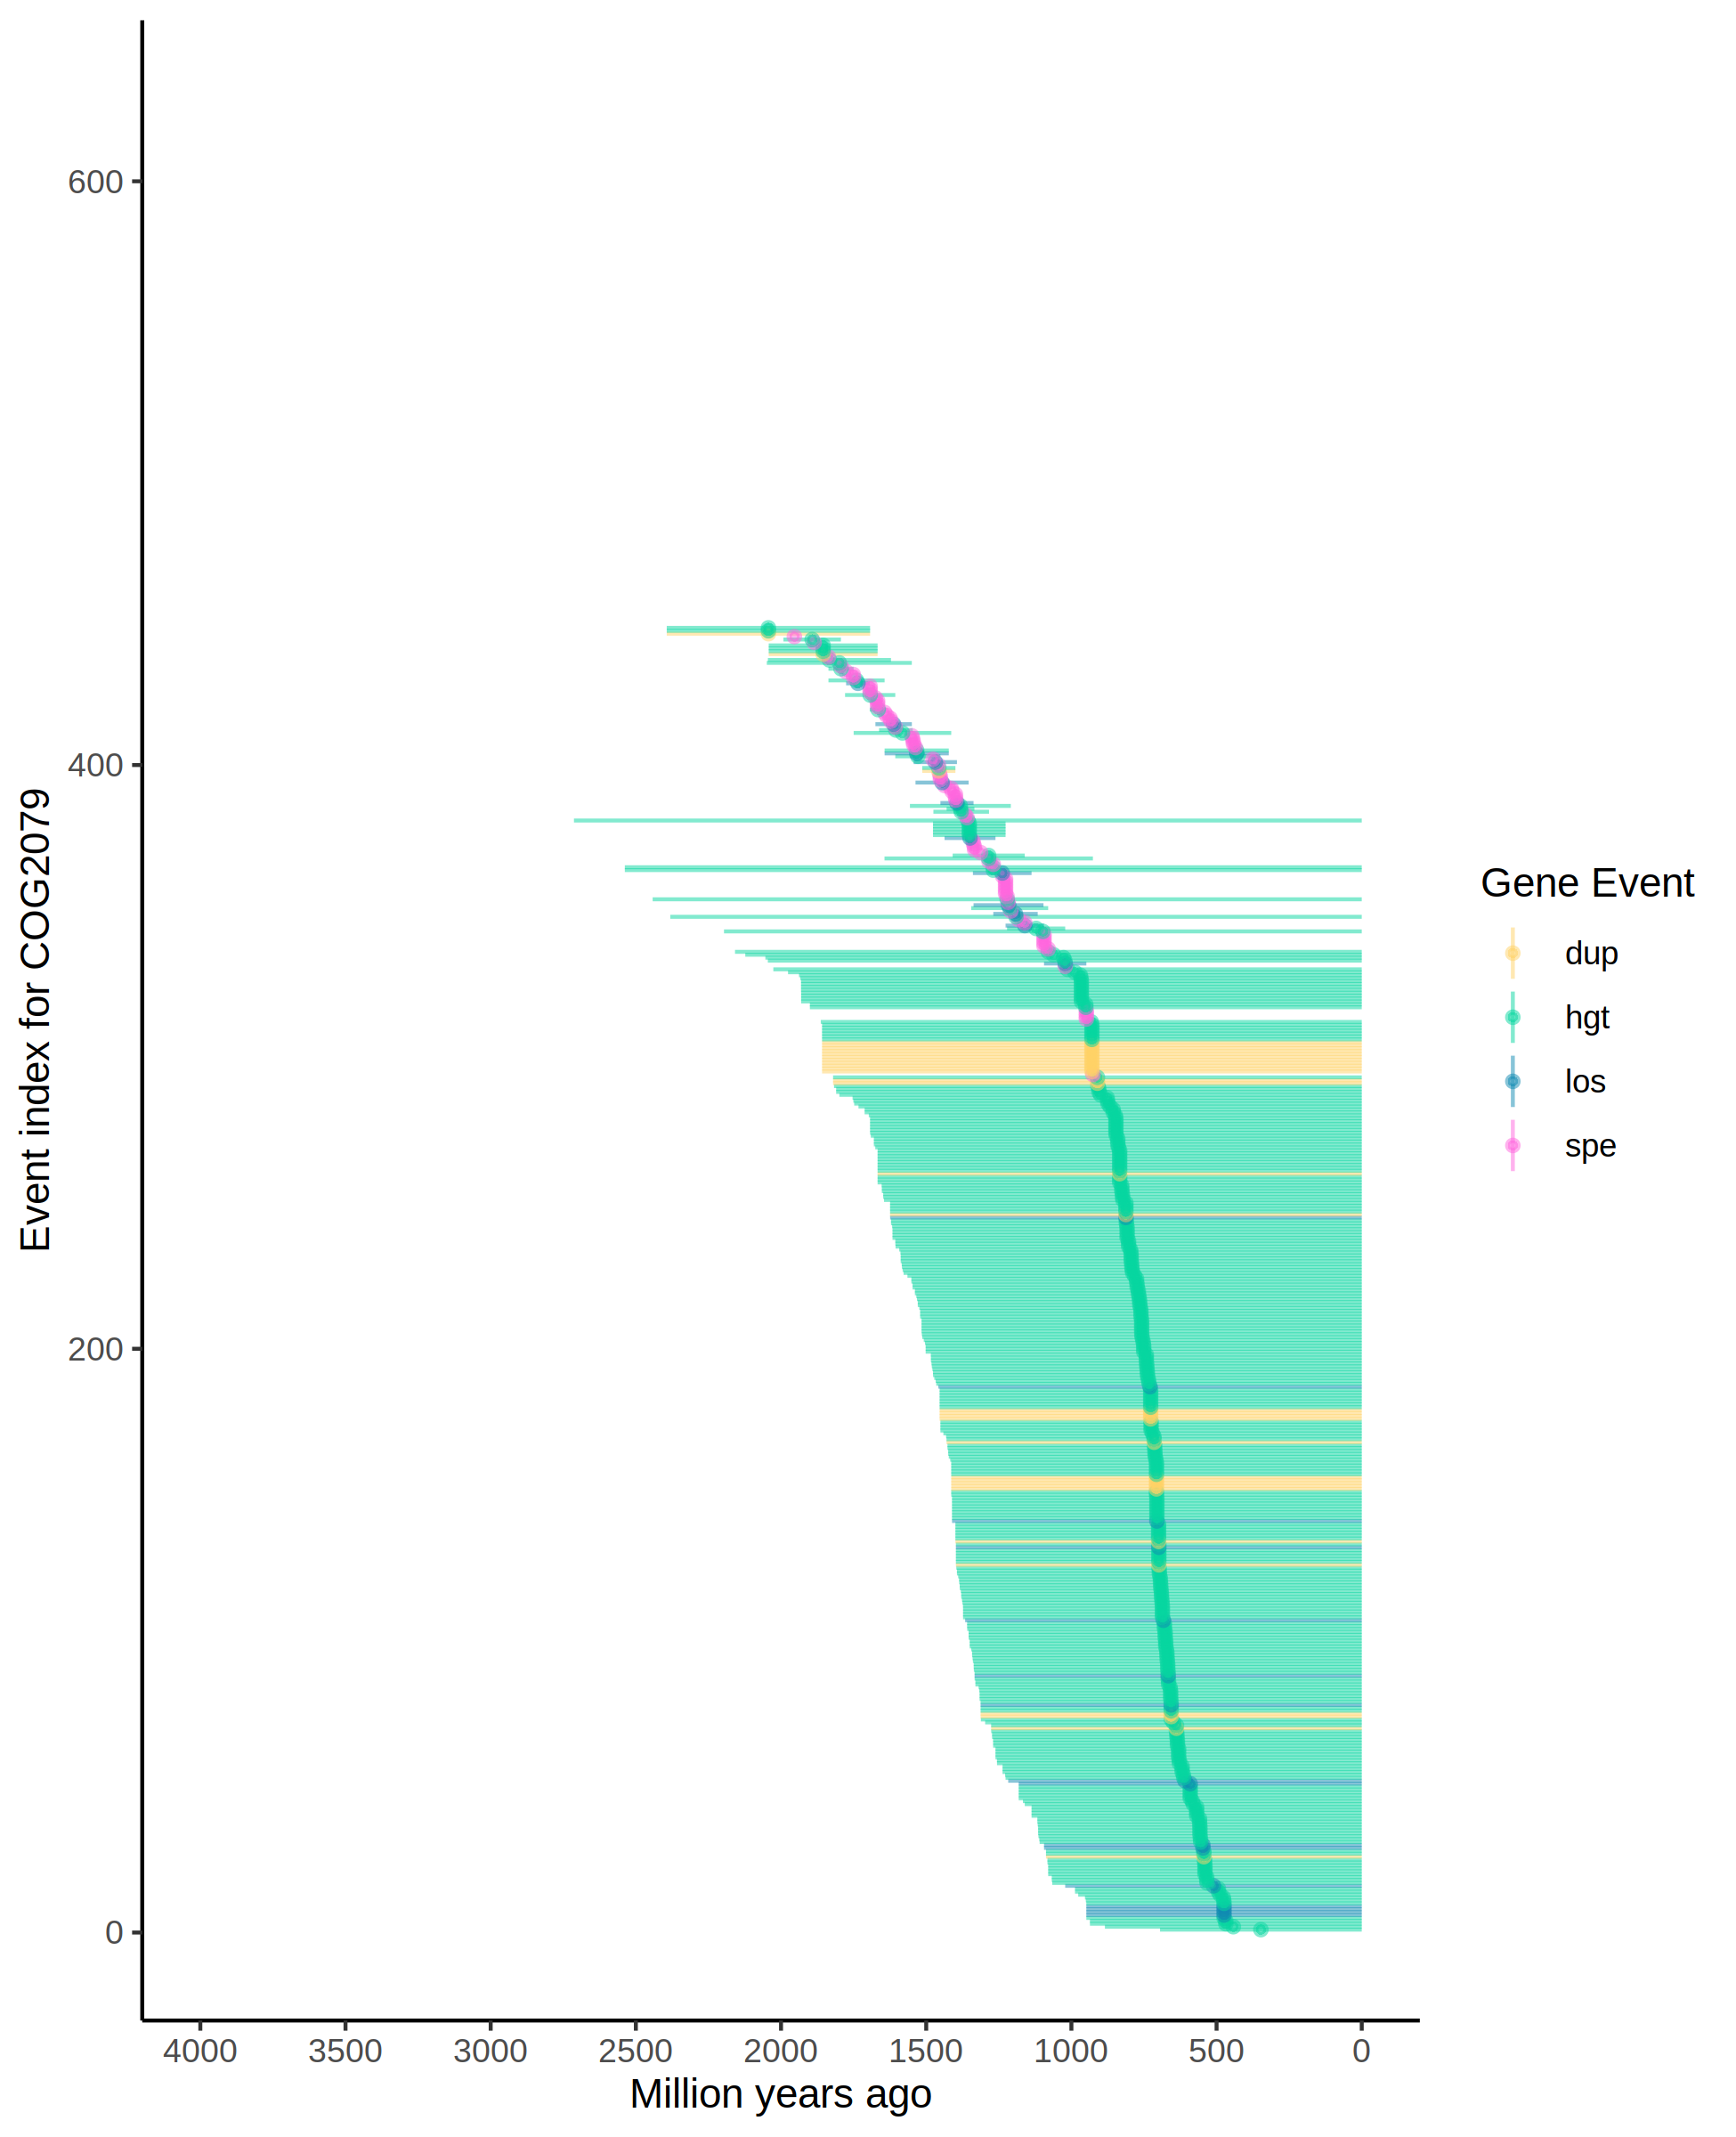 600
400
200
0
Event index for COG2079
4000 3500 3000 2500 2000 1500 1000 500 0
Million years ago
Gene Event
dup
hgt
los
spe